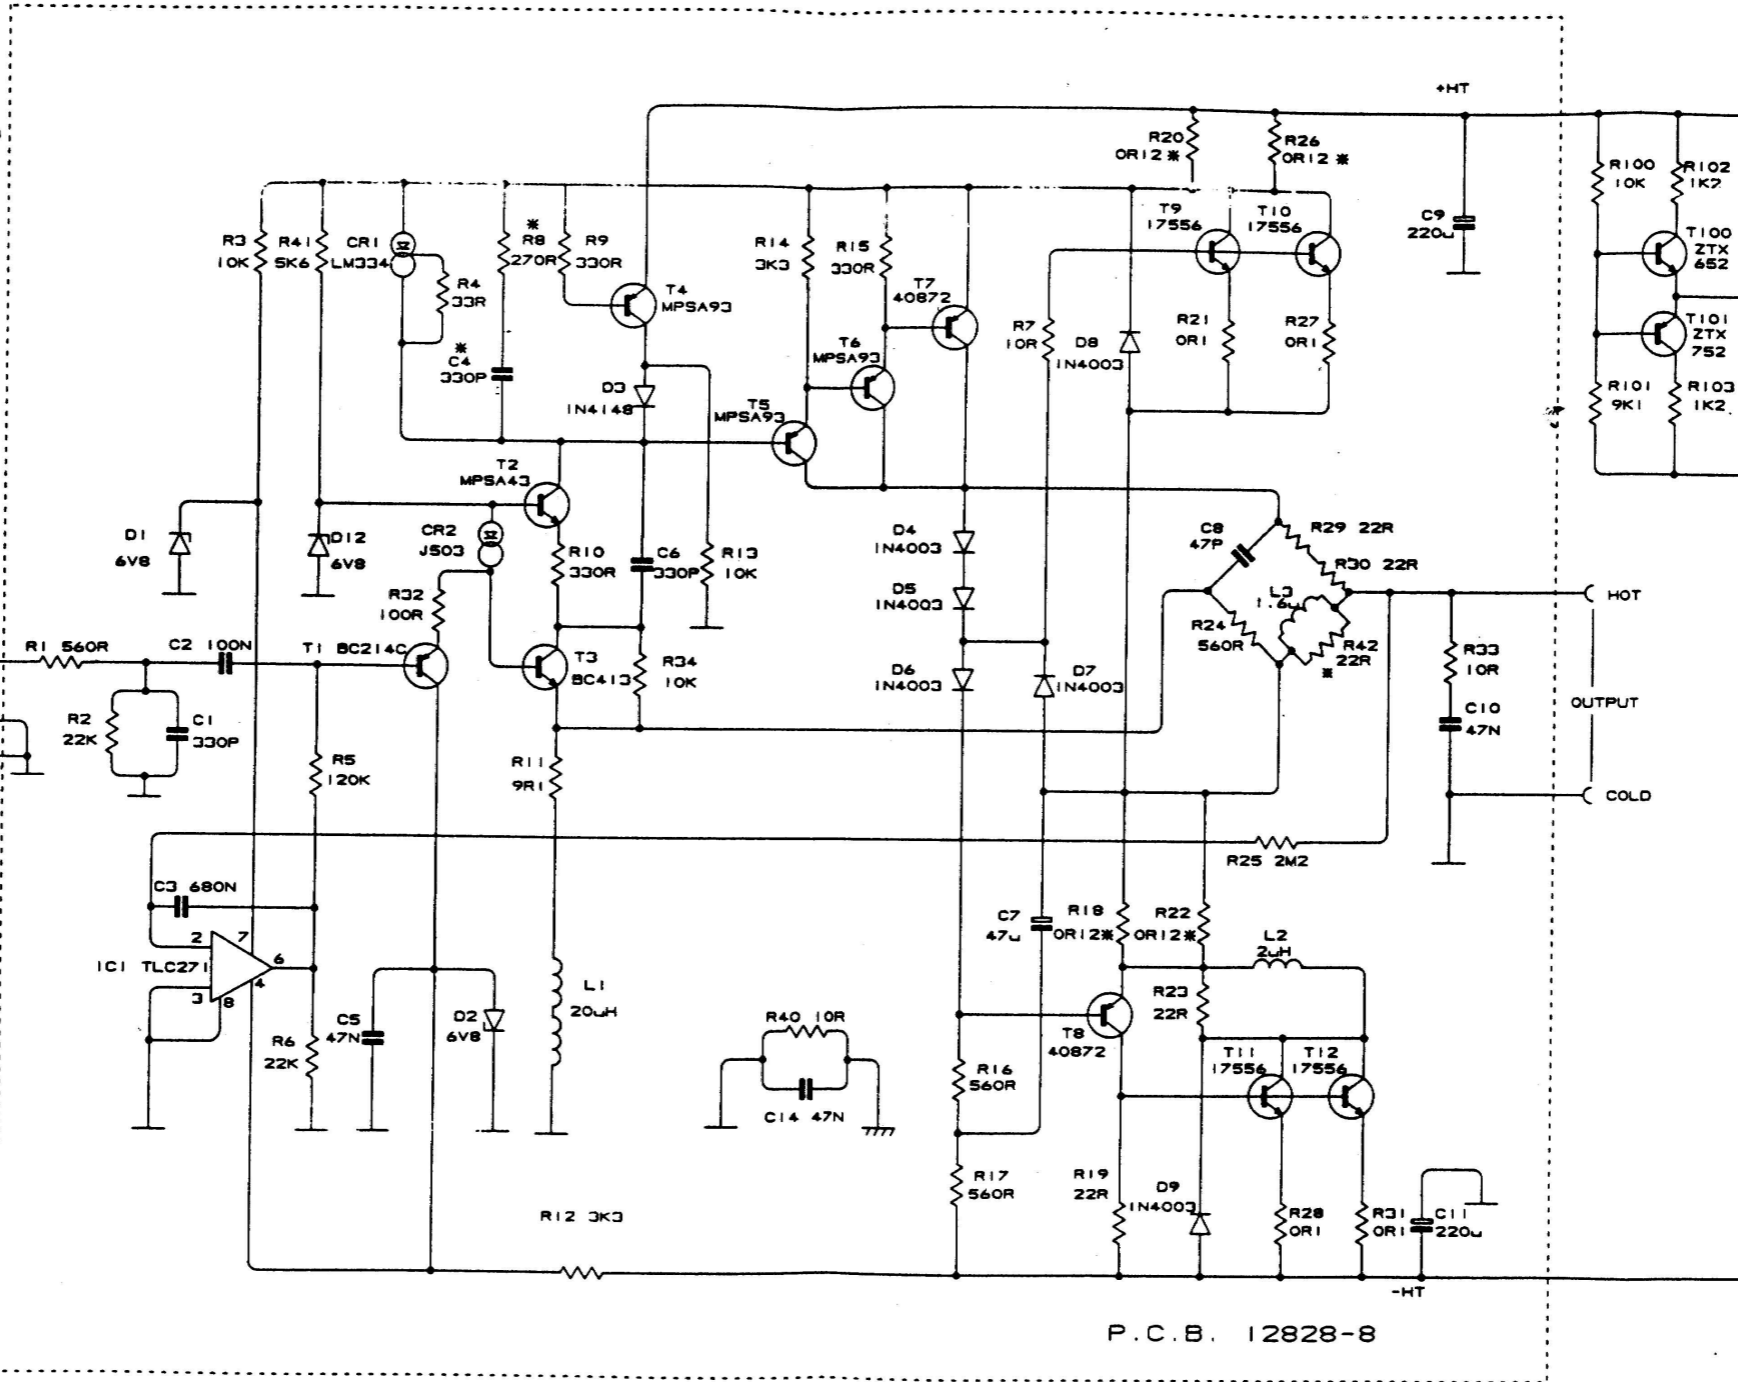 +HT
R20
0R12 *
R26
0R12 *
R100
10K
R102
1K2
T9
17556
T10
17556
C9
220u
T100
ZTX
652
R3
10K
R41
5K6
CR1
LM334
R4
33R
*
R8
270R
R9
330R
T4
MPSA93
R14
3K3
R15
330R
T7
40872
R7
10R
D8
1N4003
R21
0R1
R27
0R1
T101
ZTX
752
*
C4
330P
D3
1N4148
T6
MPSA93
T5
MPSA93
R101
9K1
R103
1K2
T2
MPSA43
D1
6V8
D12
6V8
CR2
J503
R10
330R
C6
330P
R13
10K
D4
1N4003
C8
47P
R29 22R
R30 22R
D5
1N4003
L3
1.6u
HOT
R32
100R
R24
560R
R42
22R
*
R1 560R
C2 100N
T1 BC214C
T3
BC413
R34
10K
D6
1N4003
D7
1N4003
R33
10R
OUTPUT
R2
22K
C1
330P
R5
120K
R11
9R1
C10
47N
COLD
R25 2M2
C3 680N
C7
47u
R18
0R12*
R22
0R12*
L2
2uH
2
7
6
IC1 TLC271
4
3
8
R23
22R
C5
47N
D2
6V8
L1
20uH
R6
22K
R40 10R
C14 47N
T8
40872
R16
560R
T11
17556
T12
17556
R17
560R
R19
22R
D9
1N4003
R28
0R1
R31
0R1
C11
220u
R12 3K3
-HT
P.C.B. 12828-8